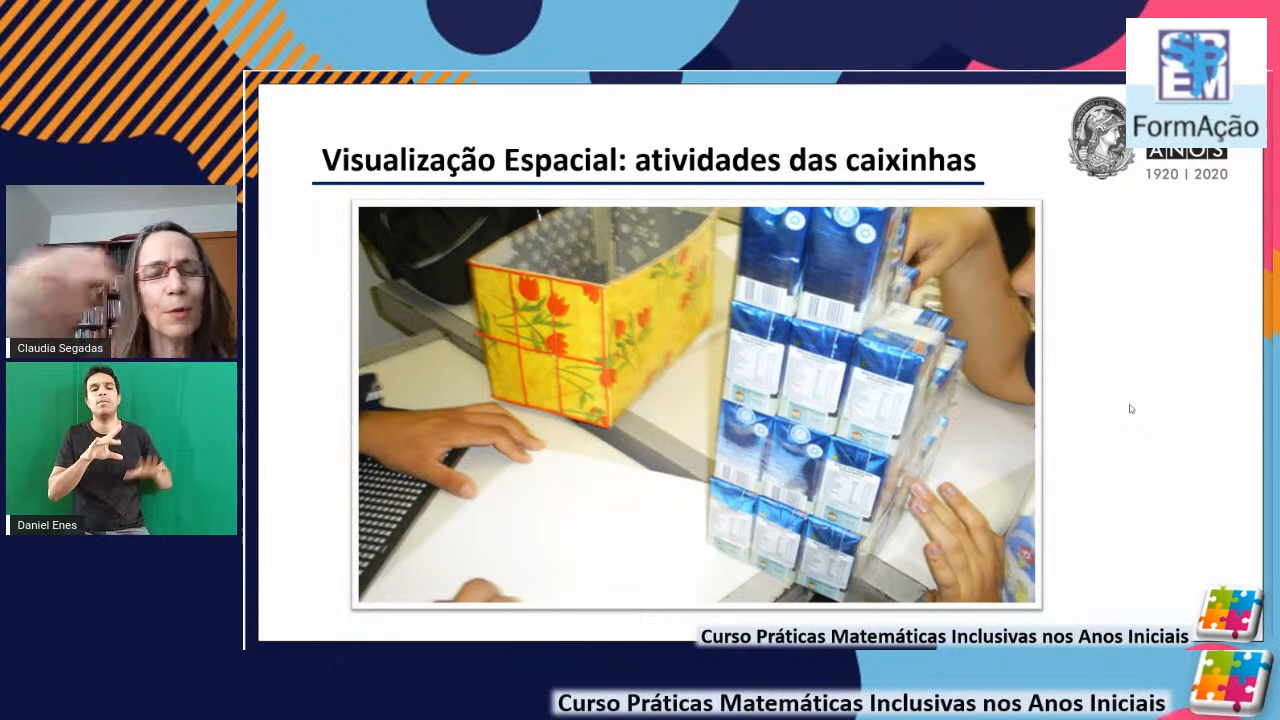 SBEM
FormAção
ANOS
1920 | 2020
Visualização Espacial: atividades das caixinhas
Claudia Segadas
Daniel Enes
Curso Práticas Matemáticas Inclusivas nos Anos Iniciais
Curso Práticas Matemáticas Inclusivas nos Anos Iniciais